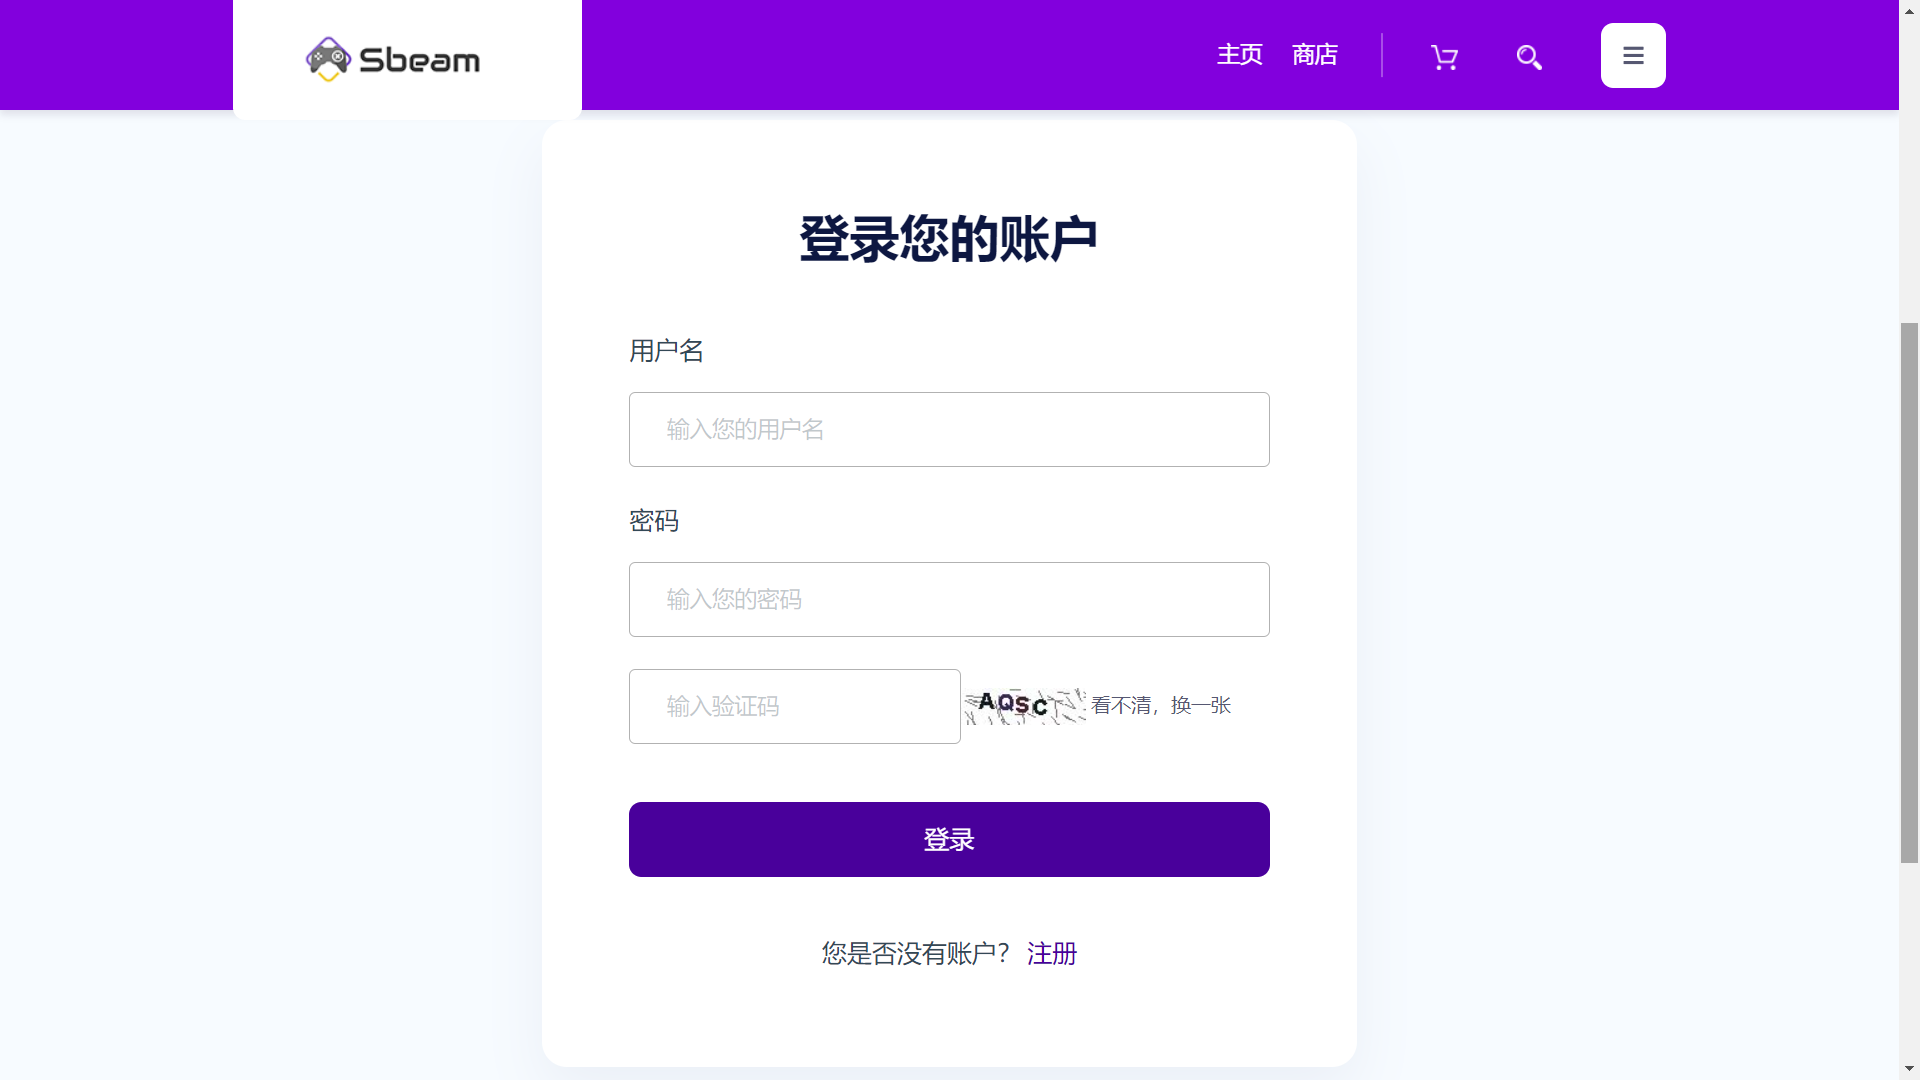 Sbeam
主页 商店
登录您的账户
用户名
输入您的用户名
密码
输入您的密码
输入验证码 AQsc 看不清，换一张
登录
您是否没有账户？ 注册